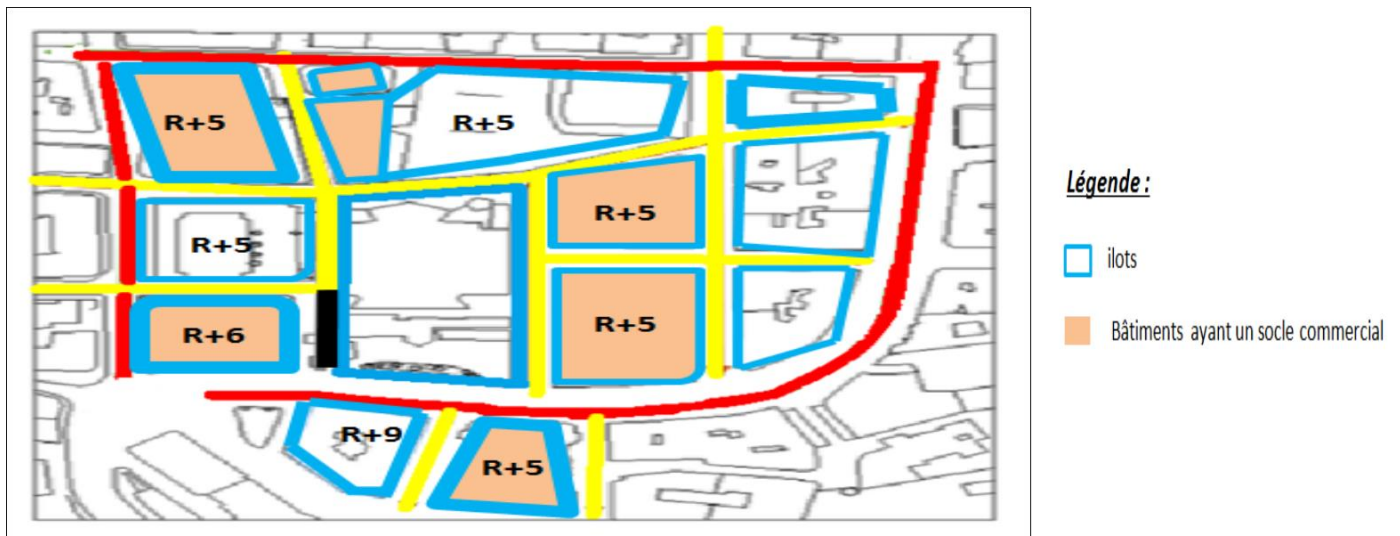 R+5
R+5
R+5
R+5
R+6
R+5
R+9
R+5
Légende :
ilots
Bâtiments ayant un socle commercial